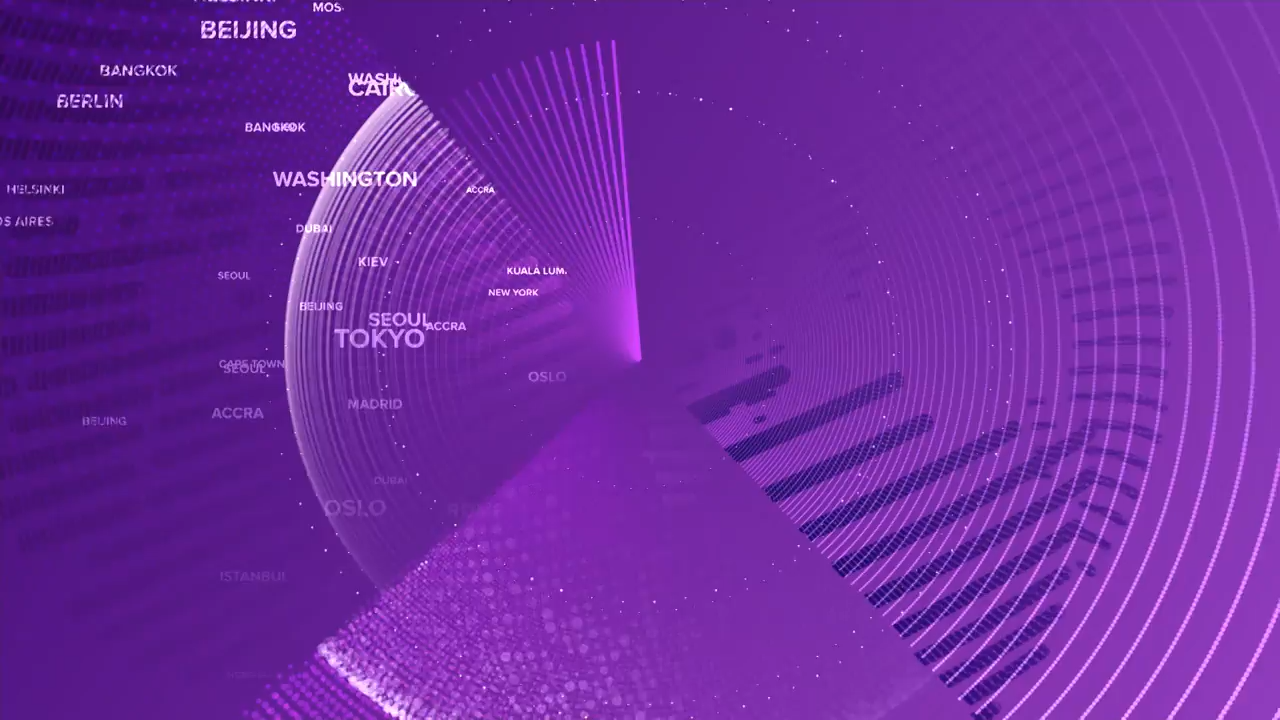 MOS
BEIJING
BANGKOK
BERLIN
BANGKOK
WASHINGTON
HELSINKI
ACCRA
OS AIRES
DUBAI
KIEV
KUALA LUM
SEOUL
NEW YORK
BEIJING
SEOUL
ACCRA
TOKYO
CAPE TOWN
SEOUL
OSLO
MADRID
ACCRA
BEIJING
DUBAI
OSLO
ISTANBUL